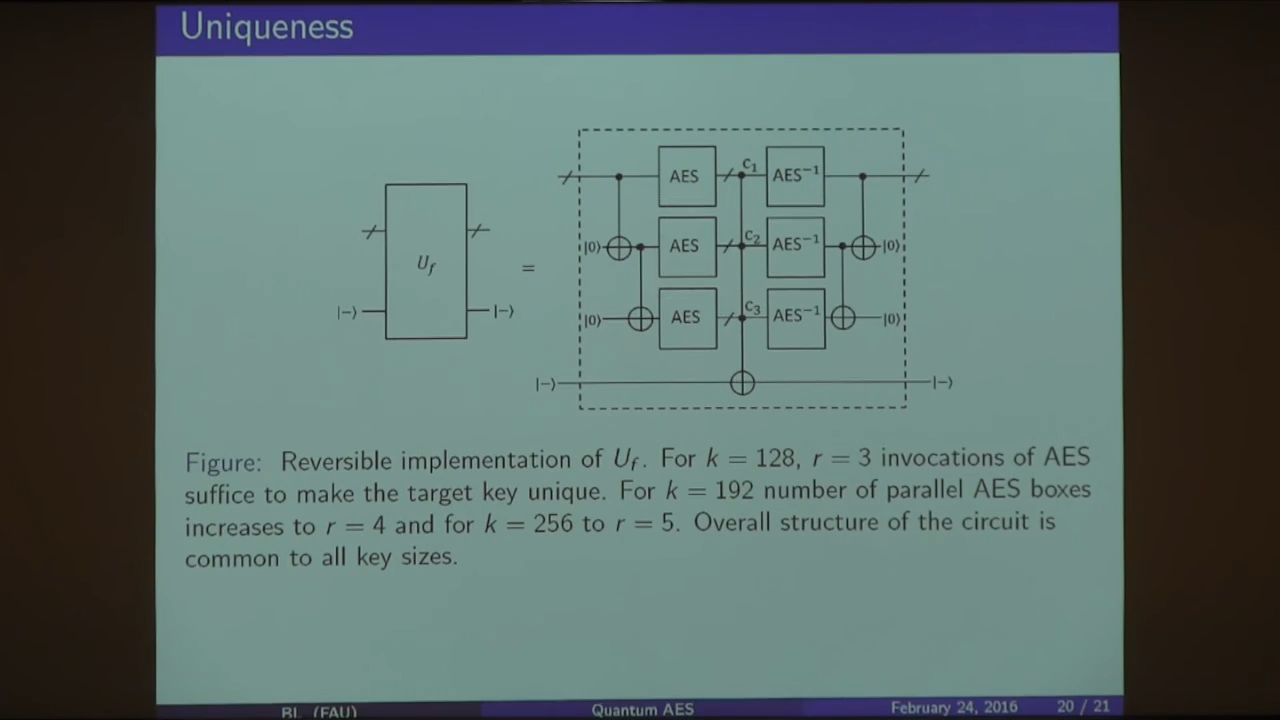 Uniqueness
AES
C₁
AES⁻¹
|0⟩
AES
C₂
AES⁻¹
|0⟩
U_f
=
|−⟩
|−⟩
|0⟩
AES
C₃
AES⁻¹
|0⟩
|−⟩
|−⟩
Figure: Reversible implementation of U_f. For k = 128, r = 3 invocations of AES
suffice to make the target key unique. For k = 192 number of parallel AES boxes
increases to r = 4 and for k = 256 to r = 5. Overall structure of the circuit is
common to all key sizes.
(FAU)
Quantum AES
February 24, 2016
20 / 21